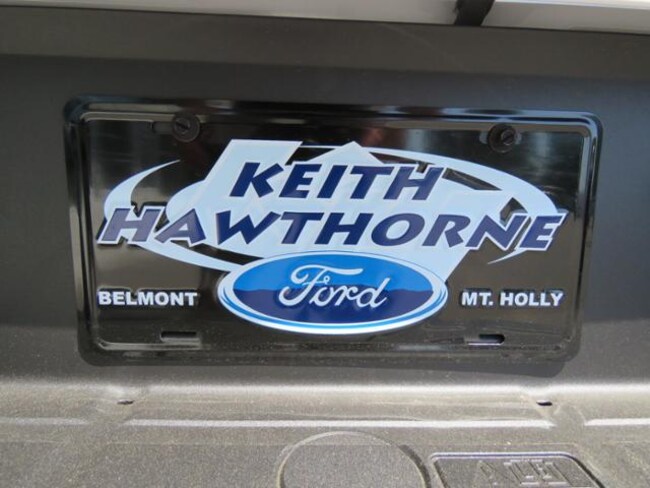 KEITH
HAWTHORNE
Ford
BELMONT
MT. HOLLY